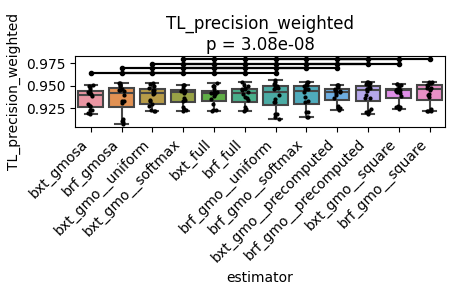 TL_precision_weighted
p = 3.08e-08
TL_precision_weighted
0.975
0.950
0.925
bxt_gmosa
brf_gmosa
bxt_gmo__uniform
bxt_gmo__softmax
bxt_full
brf_full
brf_gmo__uniform
brf_gmo__softmax
bxt_gmo__precomputed
brf_gmo__precomputed
bxt_gmo__square
brf_gmo__square
estimator